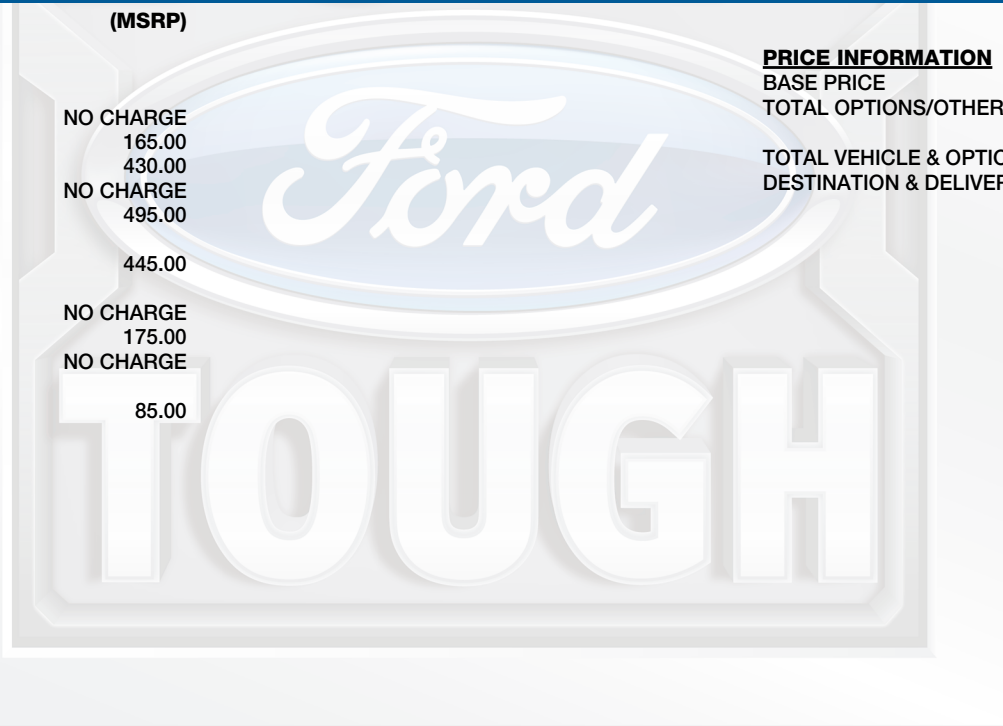 (MSRP)
NO CHARGE
165.00
430.00
NO CHARGE
495.00
445.00
NO CHARGE
175.00
NO CHARGE
85.00
PRICE INFORMATION
BASE PRICE
TOTAL OPTIONS/OTHER
TOTAL VEHICLE & OPTIO
DESTINATION & DELIVER
Ford
TOUGH